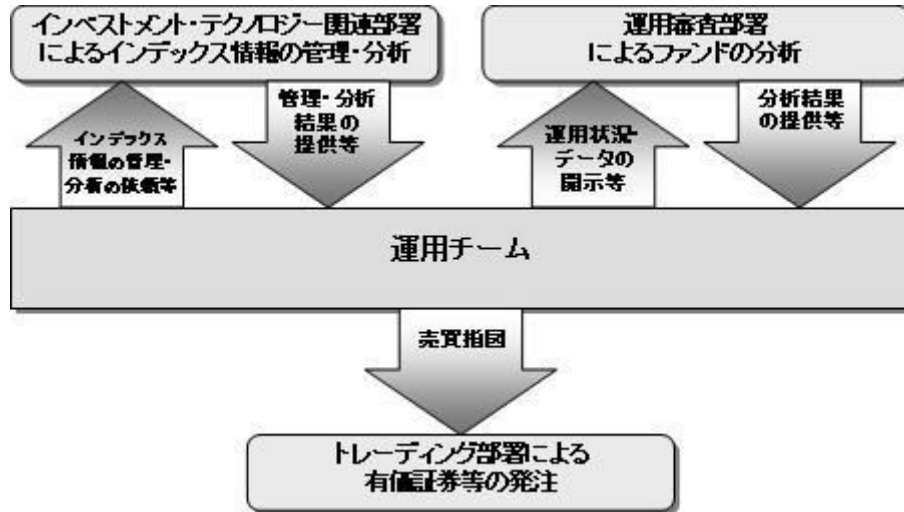 インベストメント・テクノロジー関連部署
によるインデックス情報の管理・分析
運用審査部署
によるファンドの分析
インデックス
情報の管理・
分析の依頼等
管理・分析
結果の
提供等
運用状況・
データの
開示等
分析結果
の提供等
運用チーム
売買指図
トレーディング部署による
有価証券等の発注